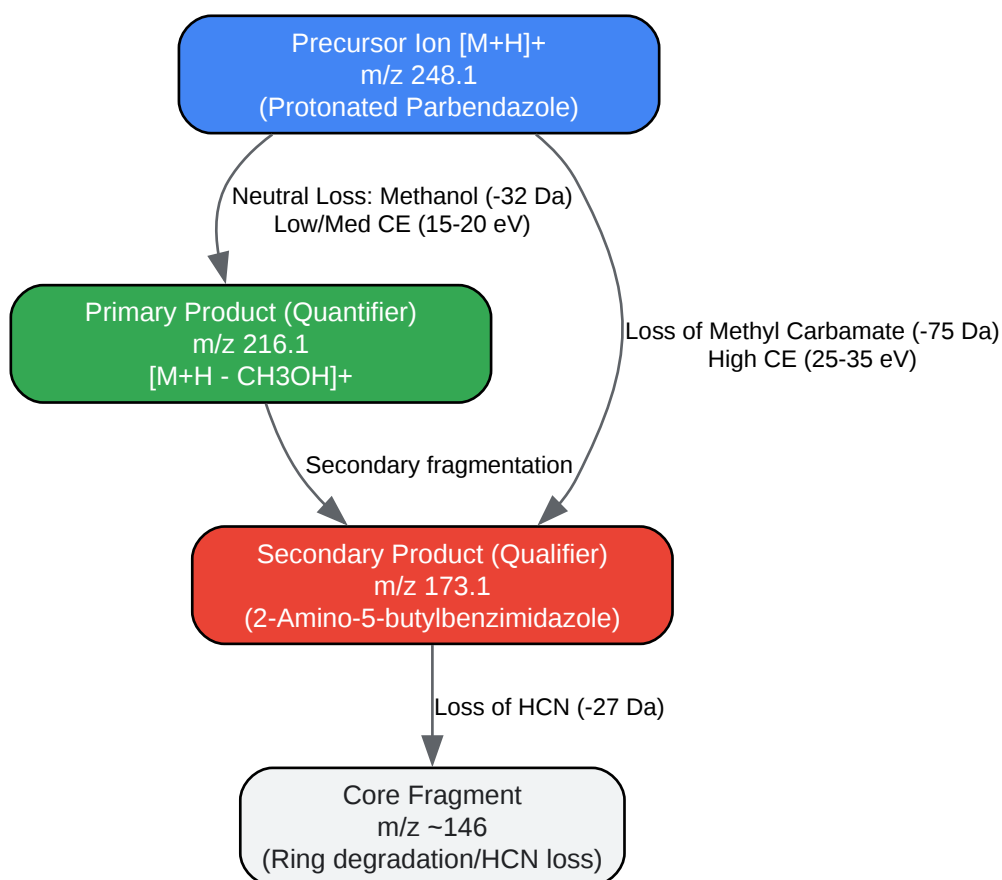 Precursor Ion [M+H]+
m/z 248.1
(Protonated Parbendazole)
Neutral Loss: Methanol (-32 Da)
Low/Med CE (15-20 eV)
Primary Product (Quantifier)
m/z 216.1
[M+H - CH3OH]+
Loss of Methyl Carbamate (-75 Da)
High CE (25-35 eV)
Secondary fragmentation
Secondary Product (Qualifier)
m/z 173.1
(2-Amino-5-butylbenzimidazole)
Loss of HCN (-27 Da)
Core Fragment
m/z ~146
(Ring degradation/HCN loss)